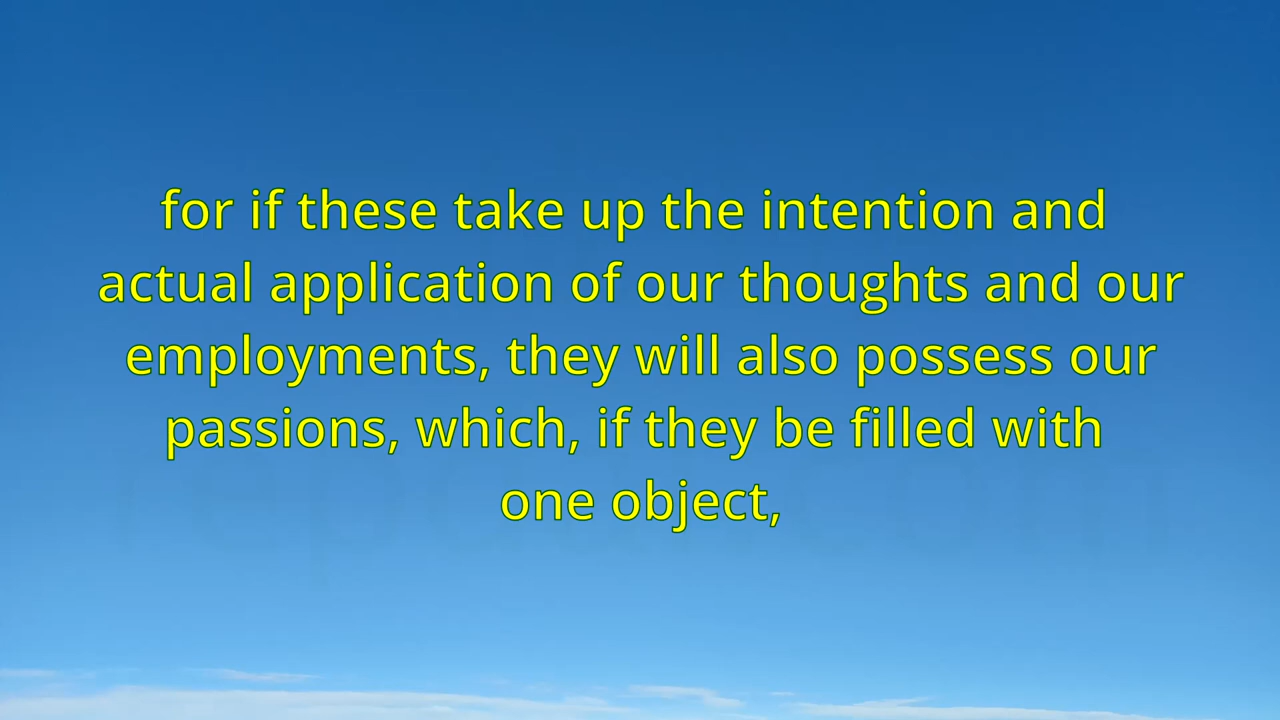 for if these take up the intention and
actual application of our thoughts and our
employments, they will also possess our
passions, which, if they be filled with
one object,